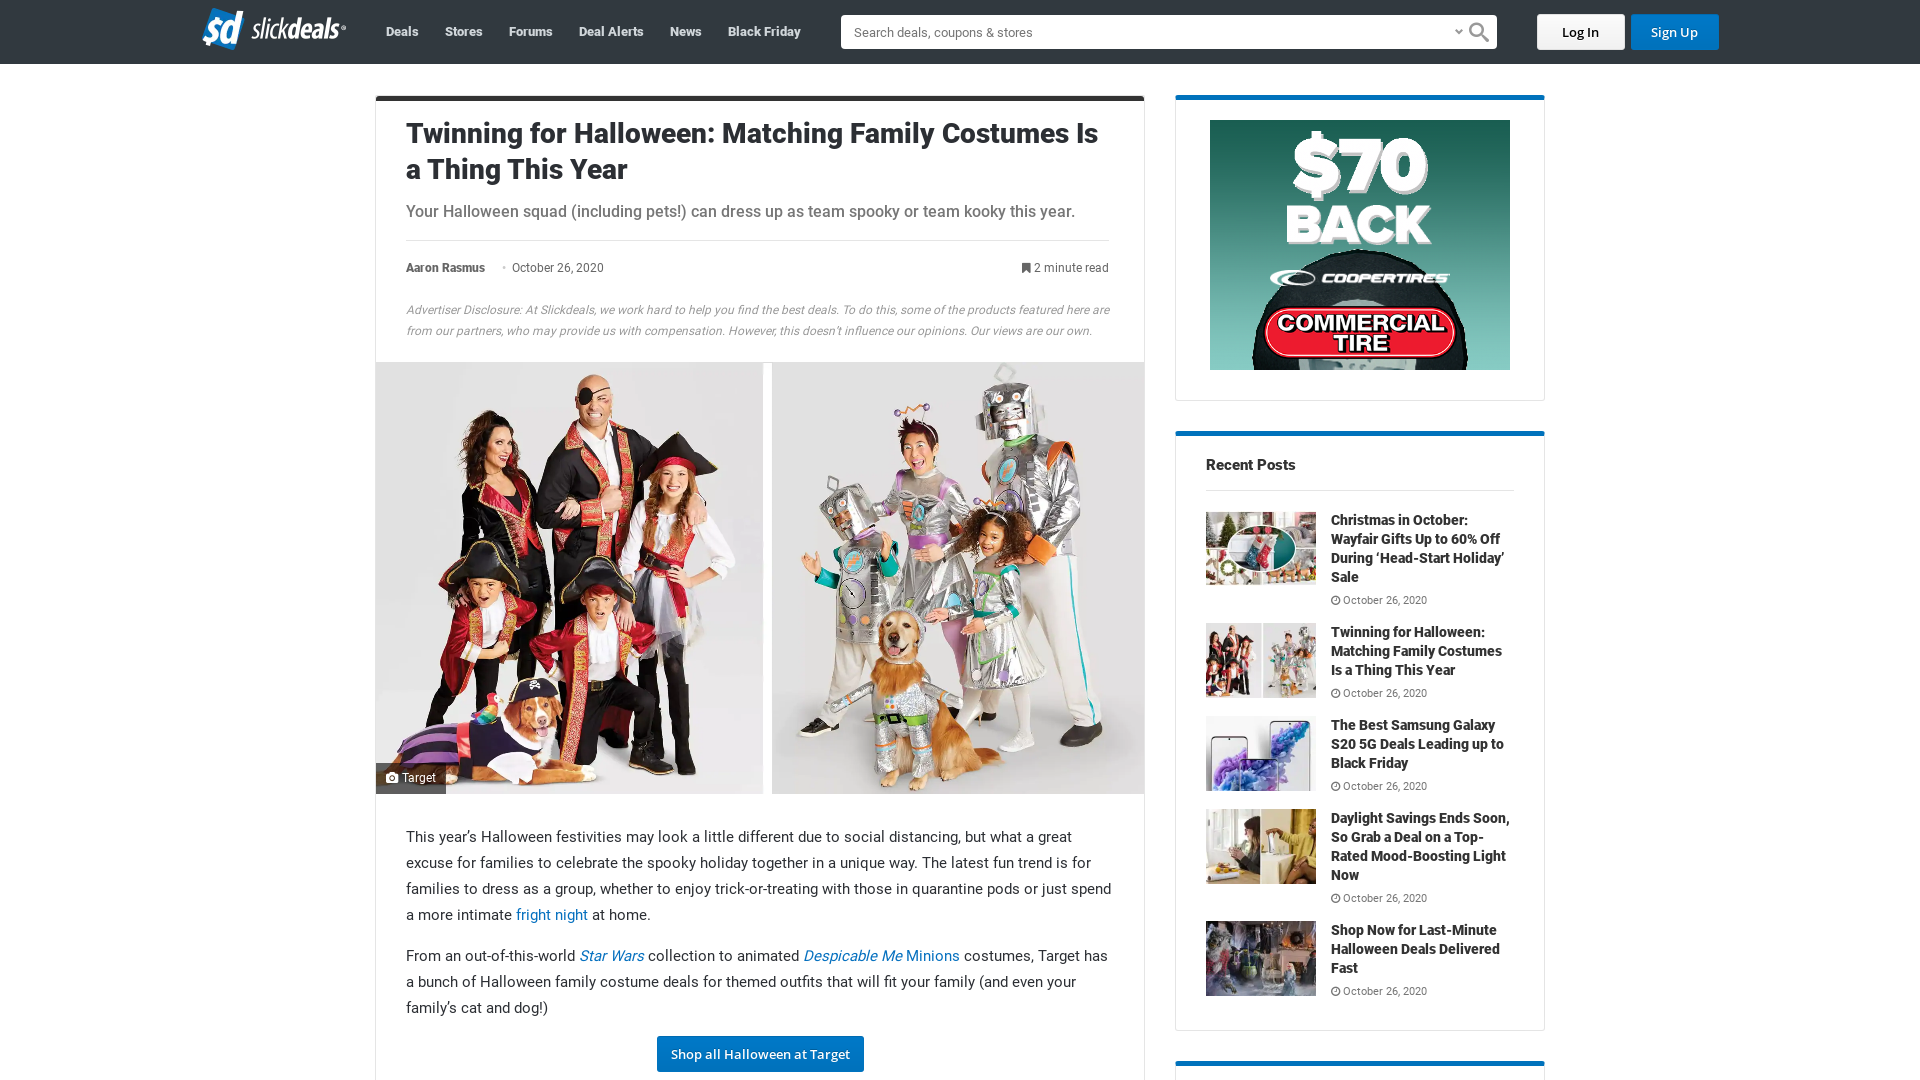 sd slickdeals
Deals
Stores
Forums
Deal Alerts
News
Black Friday
Search deals, coupons & stores
Log In
Sign Up
Twinning for Halloween: Matching Family Costumes Is
a Thing This Year
Your Halloween squad (including pets!) can dress up as team spooky or team kooky this year.
Aaron Rasmus
• October 26, 2020
2 minute read
Advertiser Disclosure: At Slickdeals, we work hard to help you find the best deals. To do this, some of the products featured here are
from our partners, who may provide us with compensation. However, this doesn’t influence our opinions. Our views are our own.
Target
This year’s Halloween festivities may look a little different due to social distancing, but what a great
excuse for families to celebrate the spooky holiday together in a unique way. The latest fun trend is for
families to dress as a group, whether to enjoy trick-or-treating with those in quarantine pods or just spend
a more intimate fright night at home.
From an out-of-this-world Star Wars collection to animated Despicable Me Minions costumes, Target has
a bunch of Halloween family costume deals for themed outfits that will fit your family (and even your
family’s cat and dog!)
Shop all Halloween at Target
$70
BACK
COOPERTIRES
COMMERCIAL
TIRE
Recent Posts
Christmas in October:
Wayfair Gifts Up to 60% Off
During ‘Head-Start Holiday’
Sale
October 26, 2020
Twinning for Halloween:
Matching Family Costumes
Is a Thing This Year
October 26, 2020
The Best Samsung Galaxy
S20 5G Deals Leading up to
Black Friday
October 26, 2020
Daylight Savings Ends Soon,
So Grab a Deal on a Top-
Rated Mood-Boosting Light
Now
October 26, 2020
Shop Now for Last-Minute
Halloween Deals Delivered
Fast
October 26, 2020